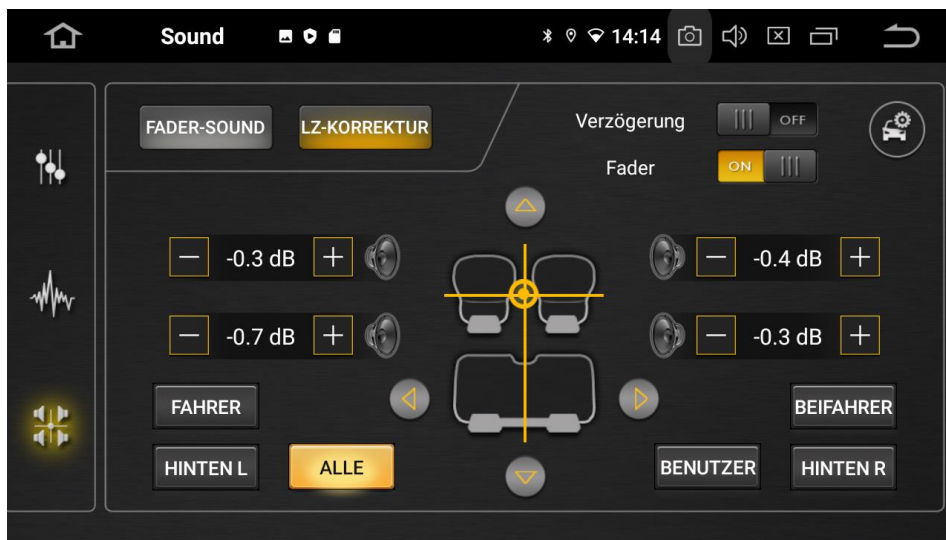 Sound 14:14
FADER-SOUND LZ-KORREKTUR Verzögerung OFF
Fader ON
-0.3 dB -0.4 dB
-0.7 dB -0.3 dB
FAHRER BEIFAHRER
HINTEN L ALLE BENUTZER HINTEN R